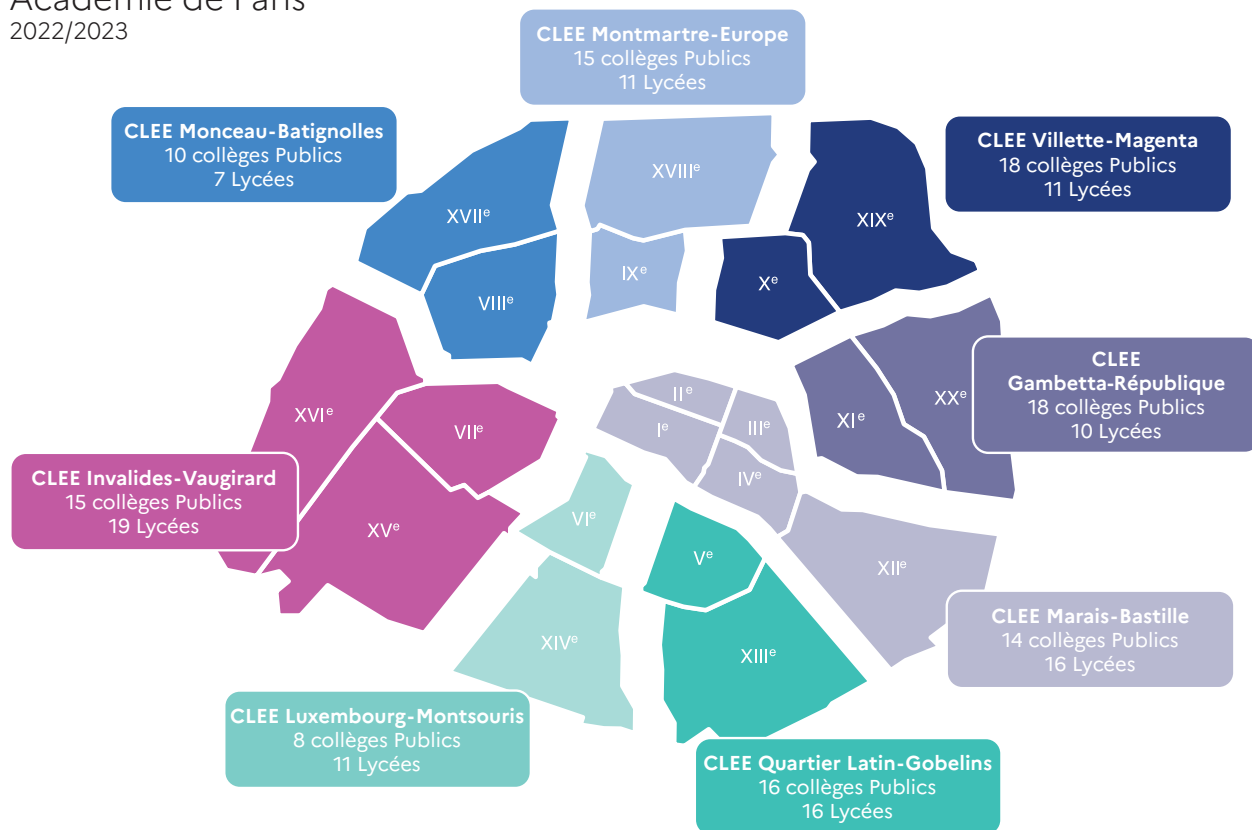 Académie de Paris
2022/2023
CLEE Montmartre-Europe
15 collèges Publics
11 Lycées
CLEE Monceau-Batignolles
10 collèges Publics
7 Lycées
CLEE Villette-Magenta
18 collèges Publics
11 Lycées
XVIIIᵉ
XVIIᵉ
XIXᵉ
IXᵉ
Xᵉ
VIIIᵉ
CLEE
Gambetta-République
18 collèges Publics
10 Lycées
XVIᵉ
VIIᵉ
IIᵉ
Iᵉ
IIIᵉ
XIᵉ
XXᵉ
IVᵉ
CLEE Invalides-Vaugirard
15 collèges Publics
19 Lycées
XVᵉ
VIᵉ
Vᵉ
XIIᵉ
XIVᵉ
XIIIᵉ
CLEE Marais-Bastille
14 collèges Publics
16 Lycées
CLEE Luxembourg-Montsouris
8 collèges Publics
11 Lycées
CLEE Quartier Latin-Gobelins
16 collèges Publics
16 Lycées